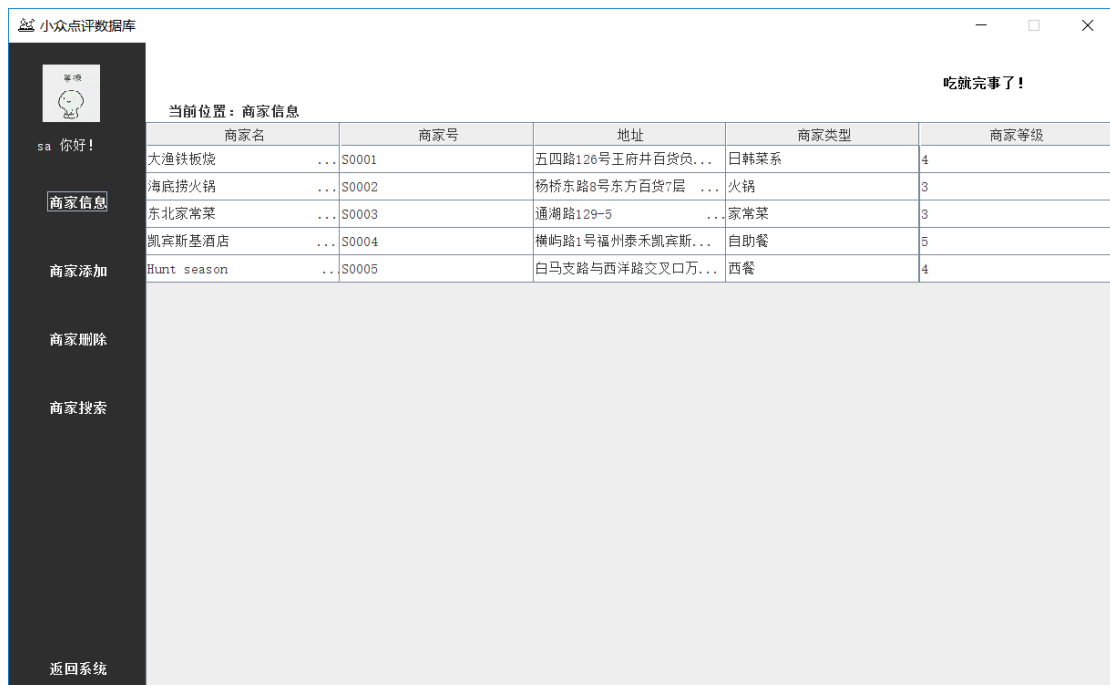 小众点评数据库
等噴
吃就完事了！
当前位置：商家信息
sa 你好！
商家信息
商家添加
商家删除
商家搜索
返回系统
商家名 商家号 地址 商家类型 商家等级
大渔铁板烧 ... S0001 五四路126号王府井百货负... 日韩菜系 4
海底捞火锅 ... S0002 杨桥东路8号东方百货7层 ... 火锅 3
东北家常菜 ... S0003 通湖路129-5 ... 家常菜 3
凯宾斯基酒店 ... S0004 横屿路1号福州泰禾凯宾斯... 自助餐 5
Hunt season ... S0005 白马支路与西洋路交叉口万... 西餐 4